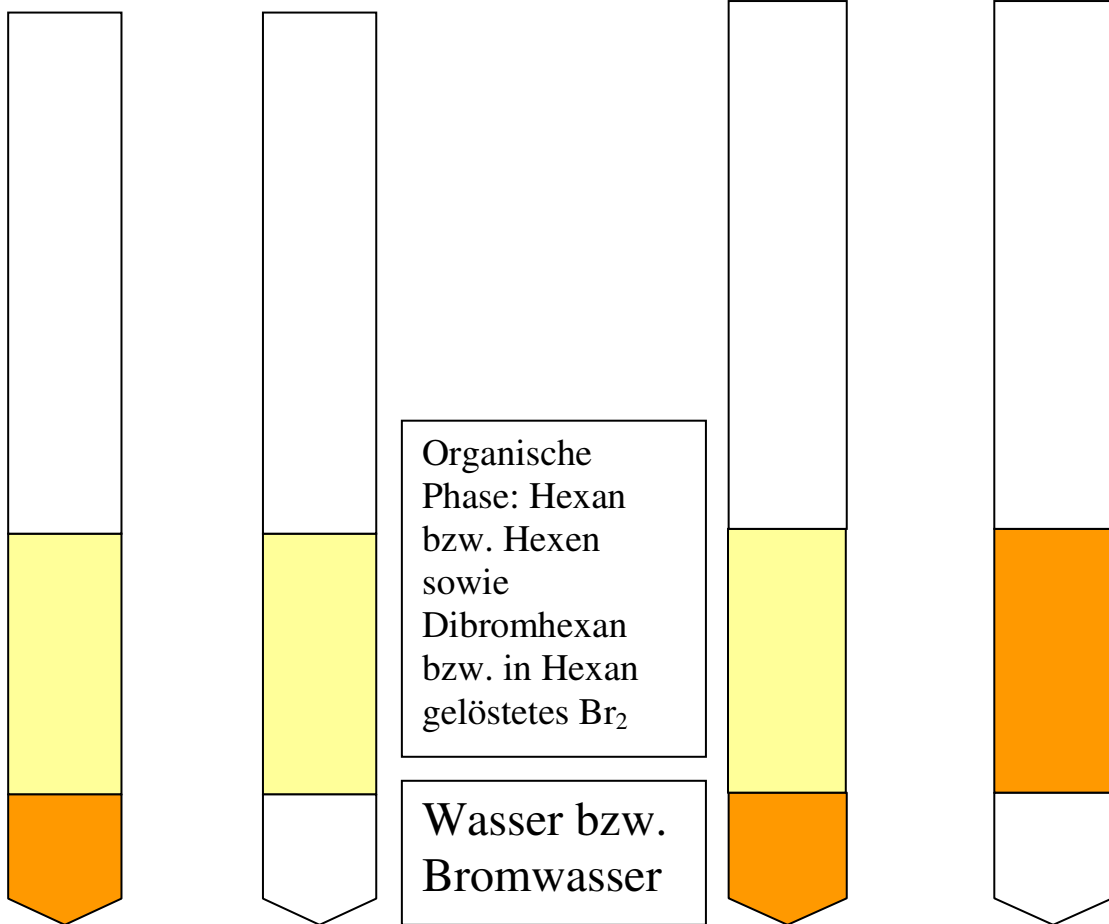 Organische
Phase: Hexan
bzw. Hexen
sowie
Dibromhexan
bzw. in Hexan
gelöstetes Br₂
Wasser bzw.
Bromwasser